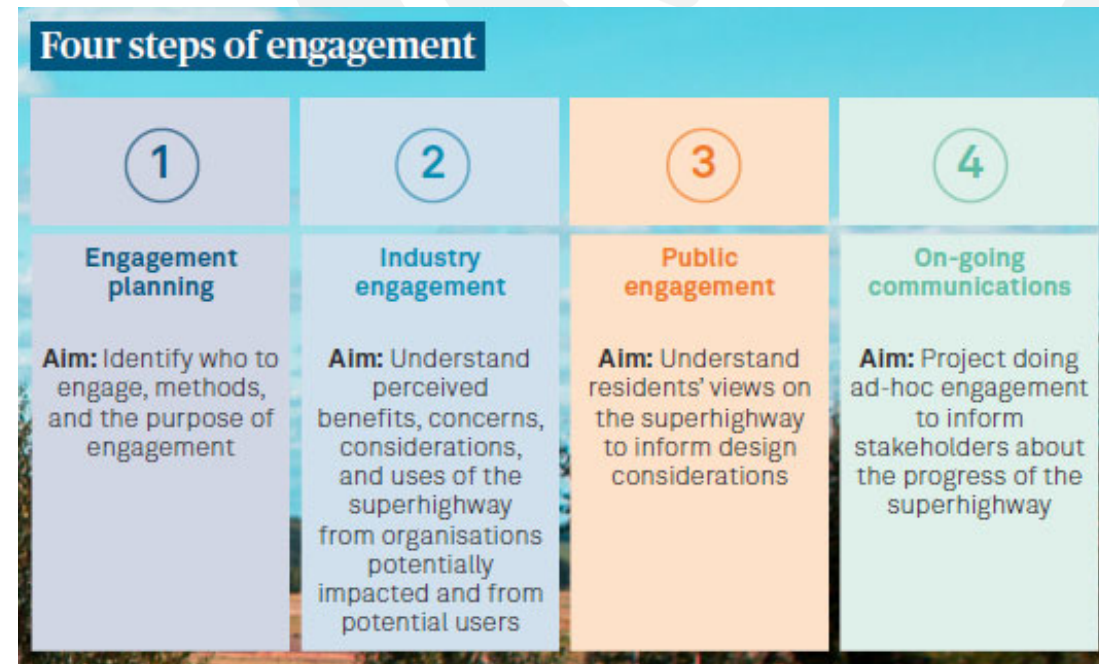 Four steps of engagement
1
Engagement
planning
Aim: Identify who to
engage, methods,
and the purpose of
engagement
2
Industry
engagement
Aim: Understand
perceived
benefits, concerns,
considerations,
and uses of the
superhighway
from organisations
potentially
impacted and from
potential users
3
Public
engagement
Aim: Understand
residents' views on
the superhighway
to inform design
considerations
4
On-going
communications
Aim: Project doing
ad-hoc engagement
to inform
stakeholders about
the progress of the
superhighway